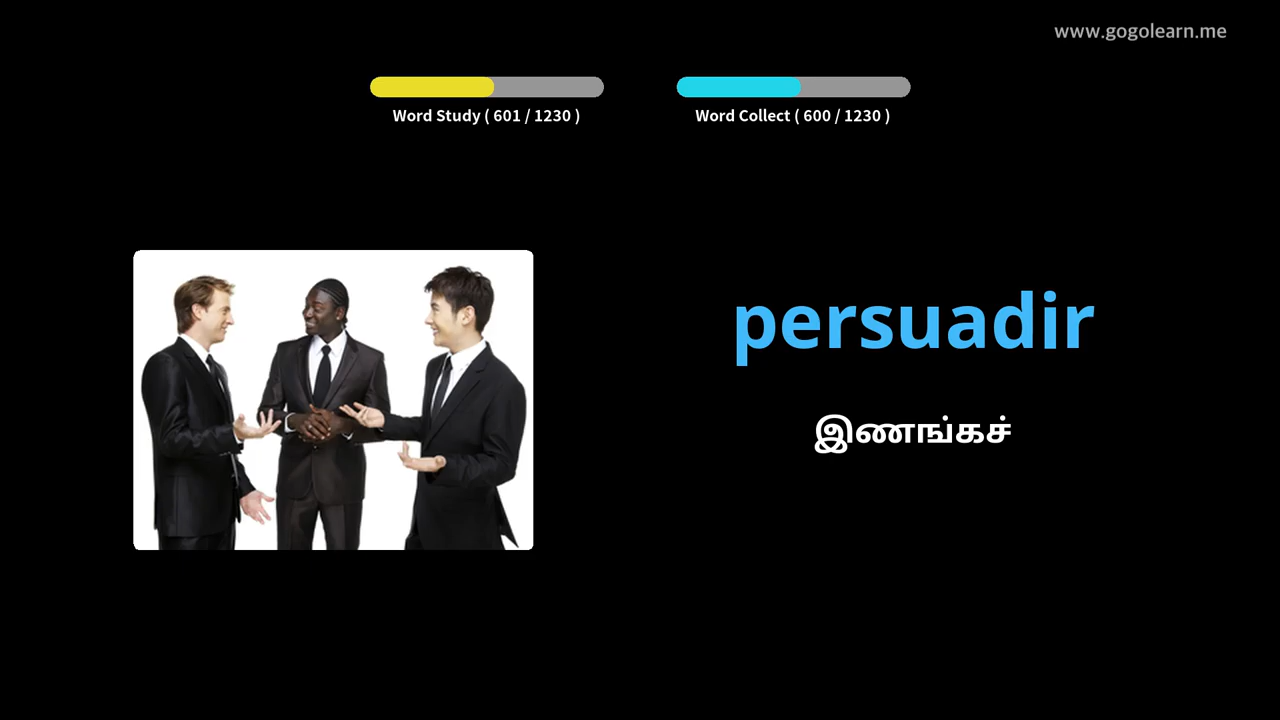 www.gogolearn.me
Word Study ( 601 / 1230 )
Word Collect ( 600 / 1230 )
persuadir
இணங்கச்